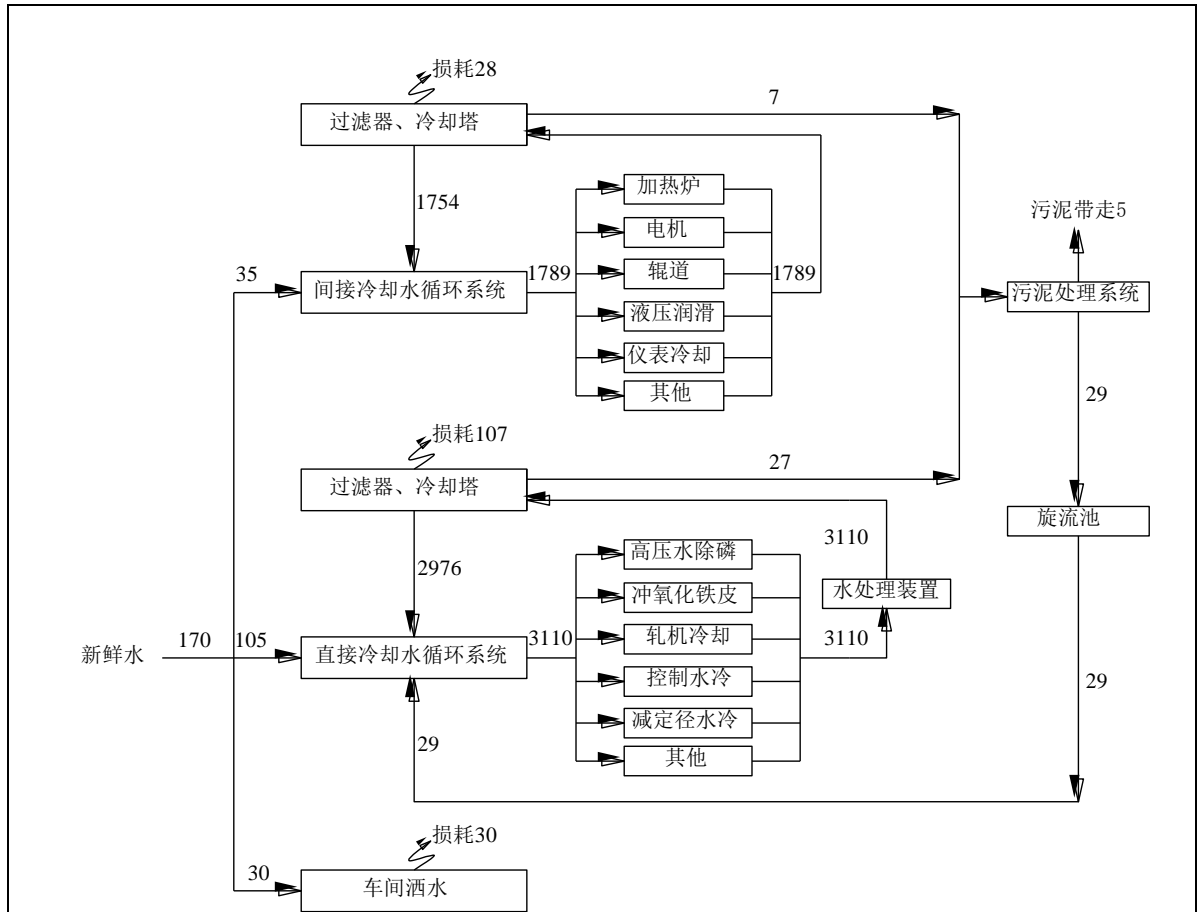 损耗28
7
过滤器、冷却塔
加热炉
1754
污泥带走5
电机
35
1789
辊道
1789
间接冷却水循环系统
污泥处理系统
液压润滑
仪表冷却
其他
29
损耗107
27
过滤器、冷却塔
旋流池
3110
高压水除磷
2976
冲氧化铁皮
水处理装置
170
105
3110
轧机冷却
3110
新鲜水
直接冷却水循环系统
控制水冷
29
减定径水冷
29
其他
损耗30
30
车间洒水